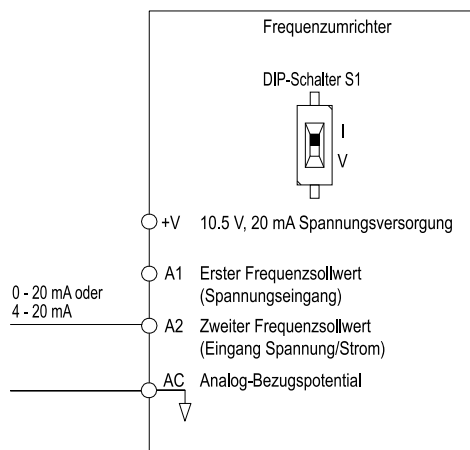 Frequenzumrichter
DIP-Schalter S1
I
V
+V 10.5 V, 20 mA Spannungsversorgung
A1 Erster Frequenzsollwert
(Spannungseingang)
0 - 20 mA oder
4 - 20 mA
A2 Zweiter Frequenzsollwert
(Eingang Spannung/Strom)
AC Analog-Bezugspotential